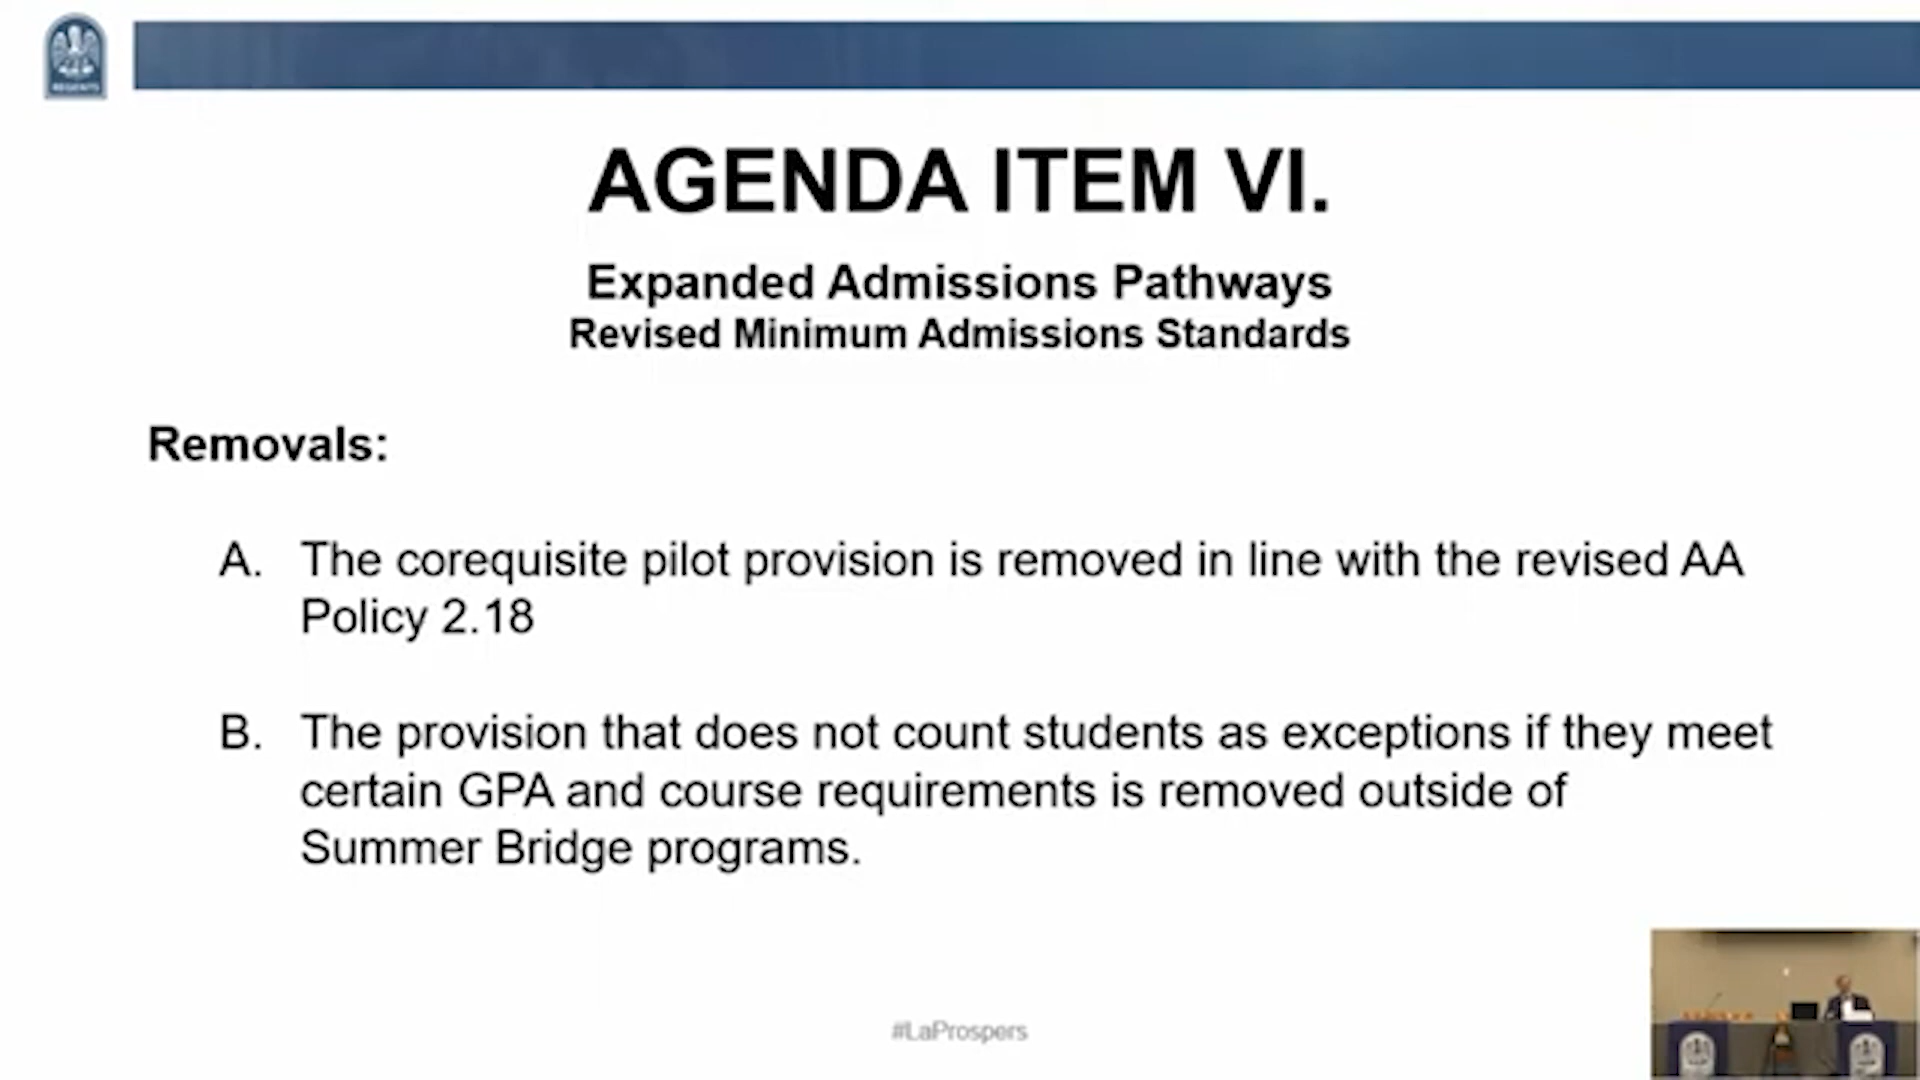 REGENTS
AGENDA ITEM VI.
Expanded Admissions Pathways
Revised Minimum Admissions Standards
Removals:
A. The corequisite pilot provision is removed in line with the revised AA
Policy 2.18
B. The provision that does not count students as exceptions if they meet
certain GPA and course requirements is removed outside of
Summer Bridge programs.
#LaProspers